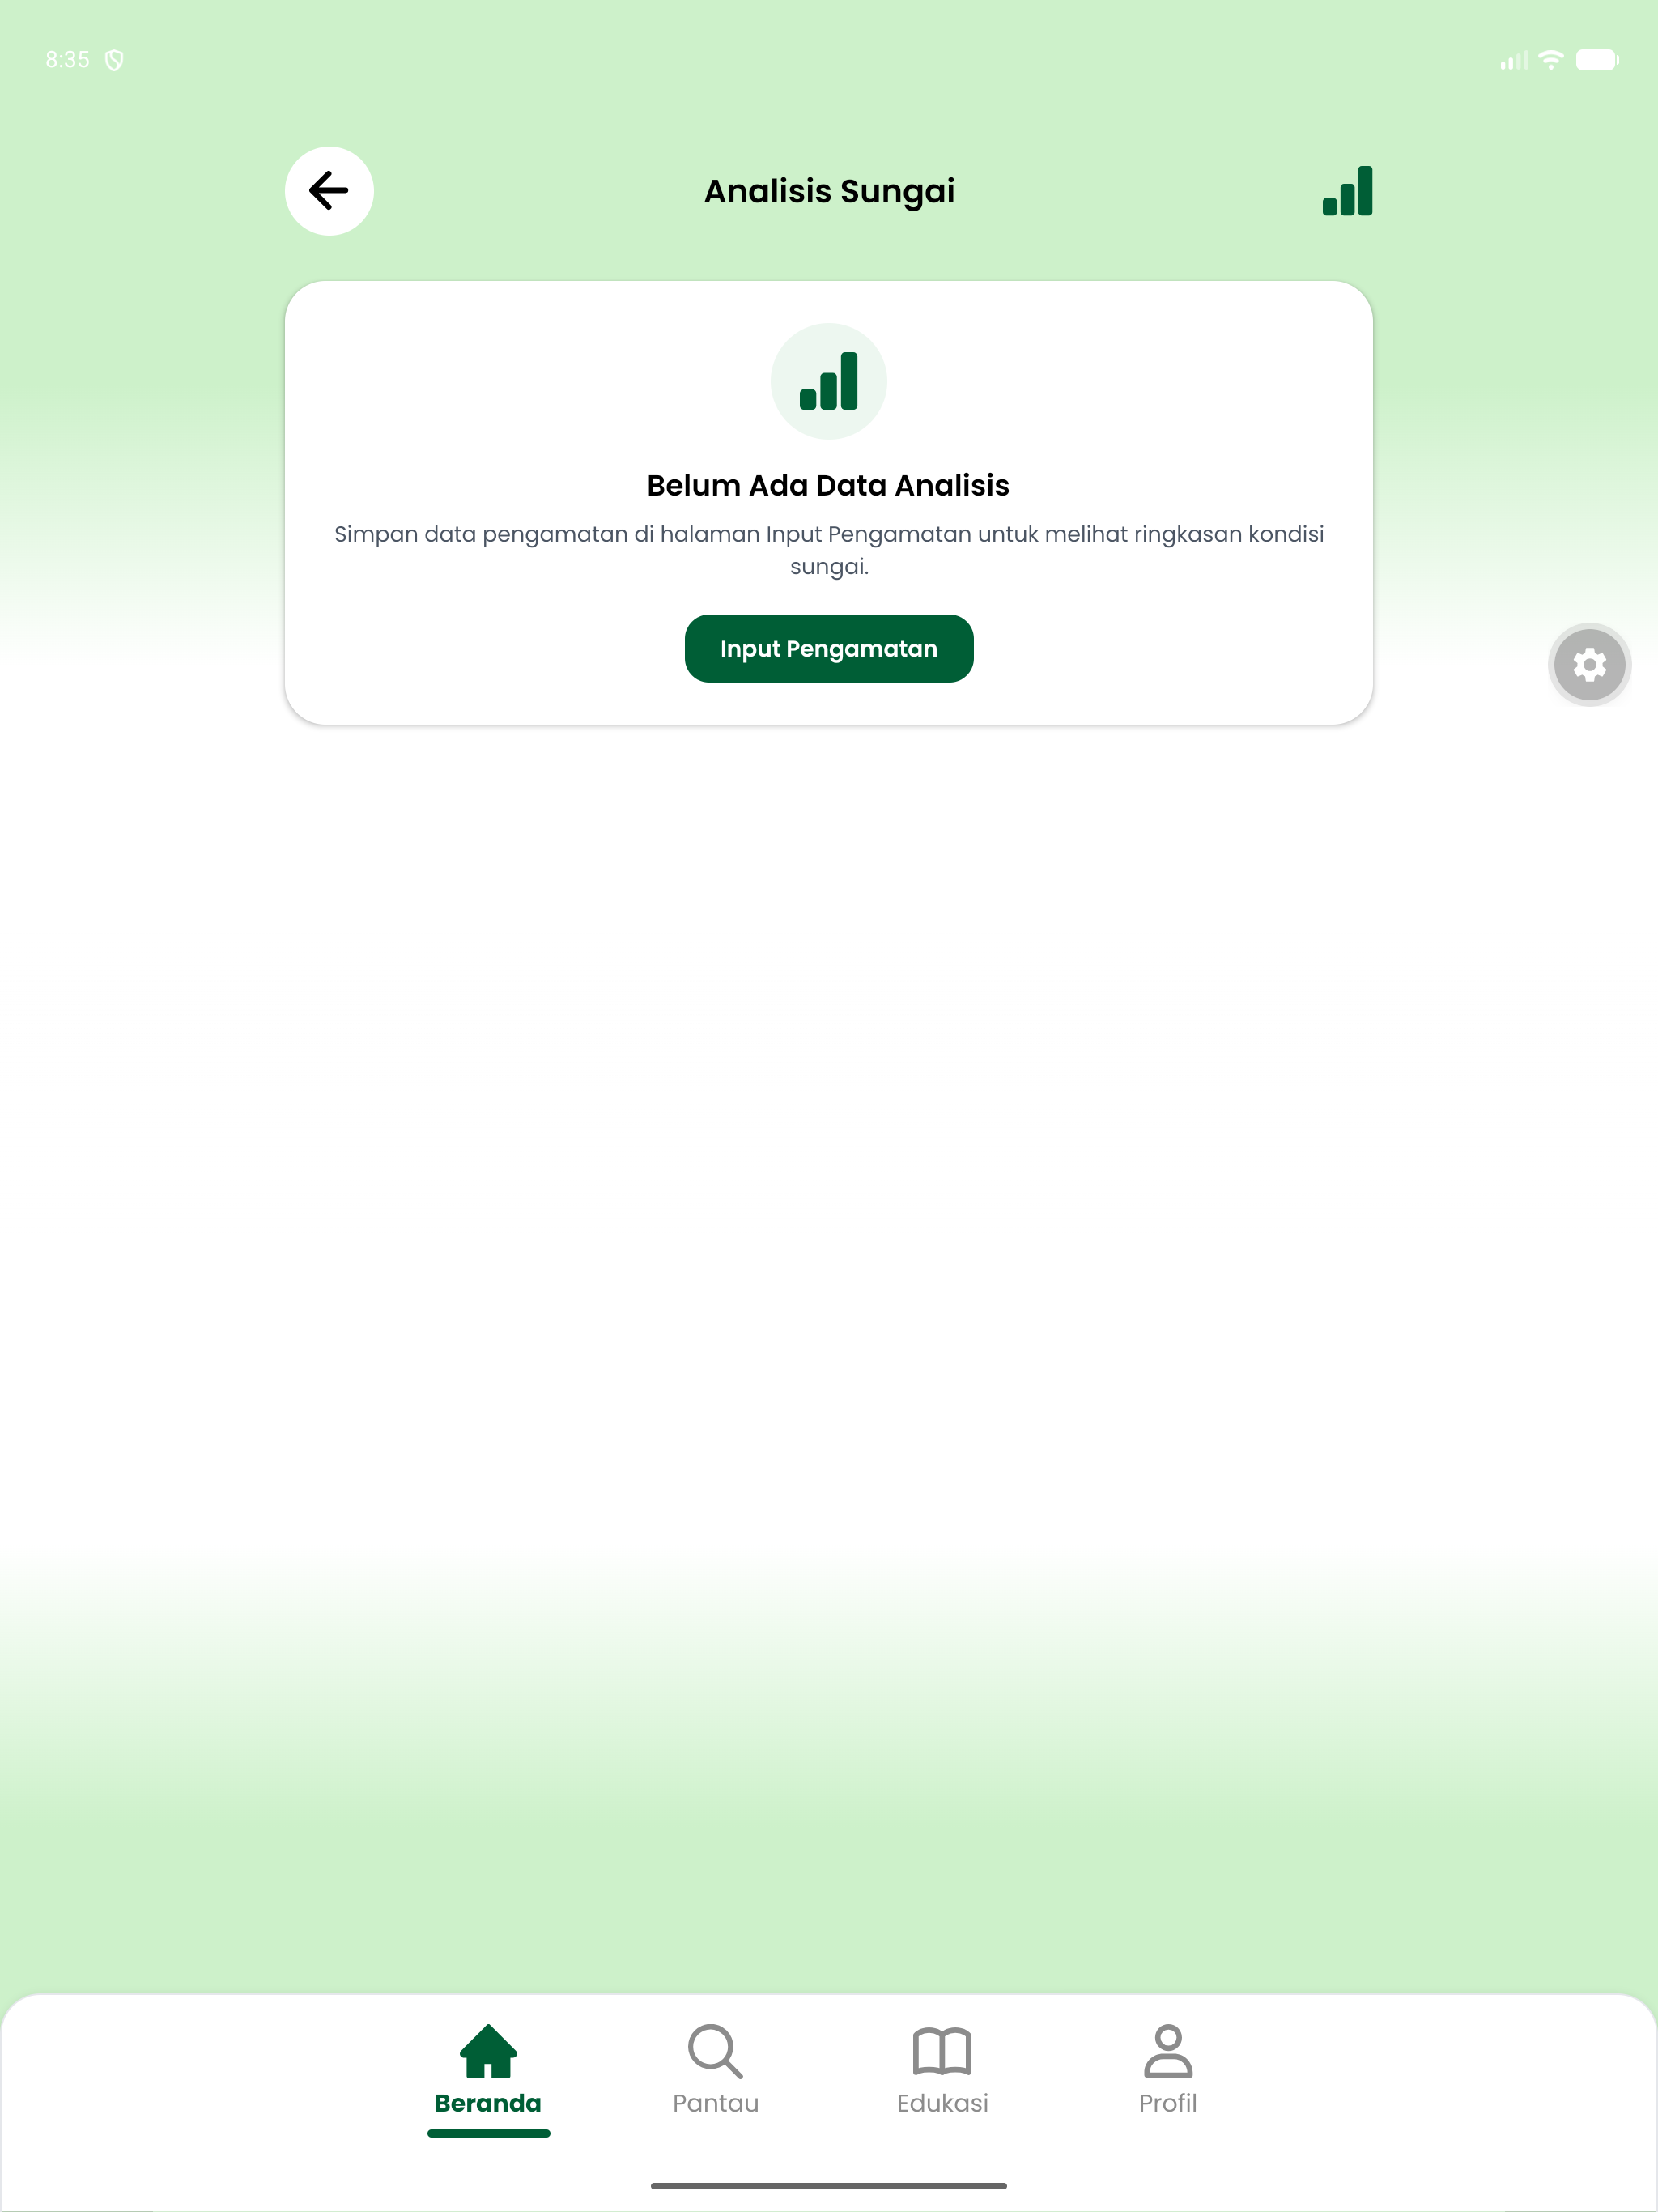 8:35
Analisis Sungai
Belum Ada Data Analisis
Simpan data pengamatan di halaman Input Pengamatan untuk melihat ringkasan kondisi
sungai.
Input Pengamatan
Beranda
Pantau
Edukasi
Profil